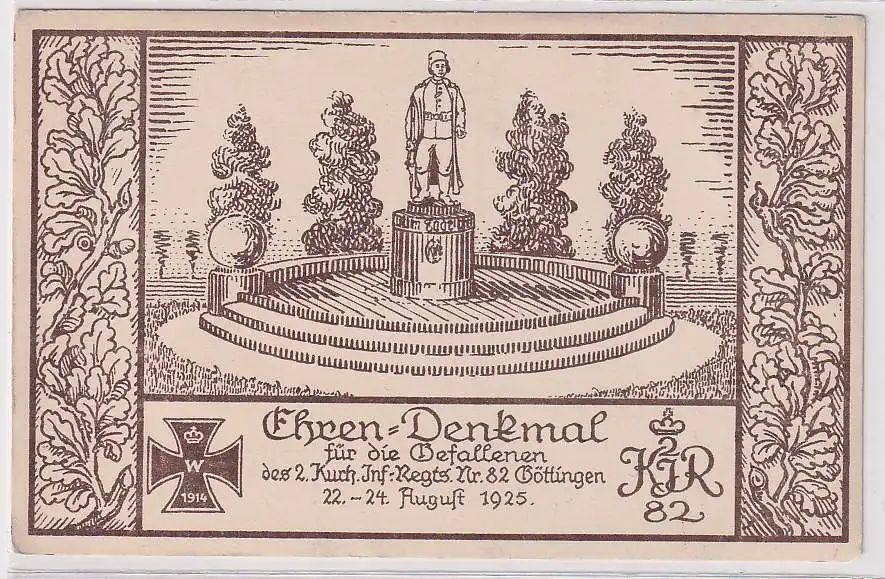 Ehren-Denkmal
für die Gefallenen
des 2. Kurh. Inf.-Regts. Nr. 82 Göttingen
22.-24. August 1925.
W
1914
2
KJR
82